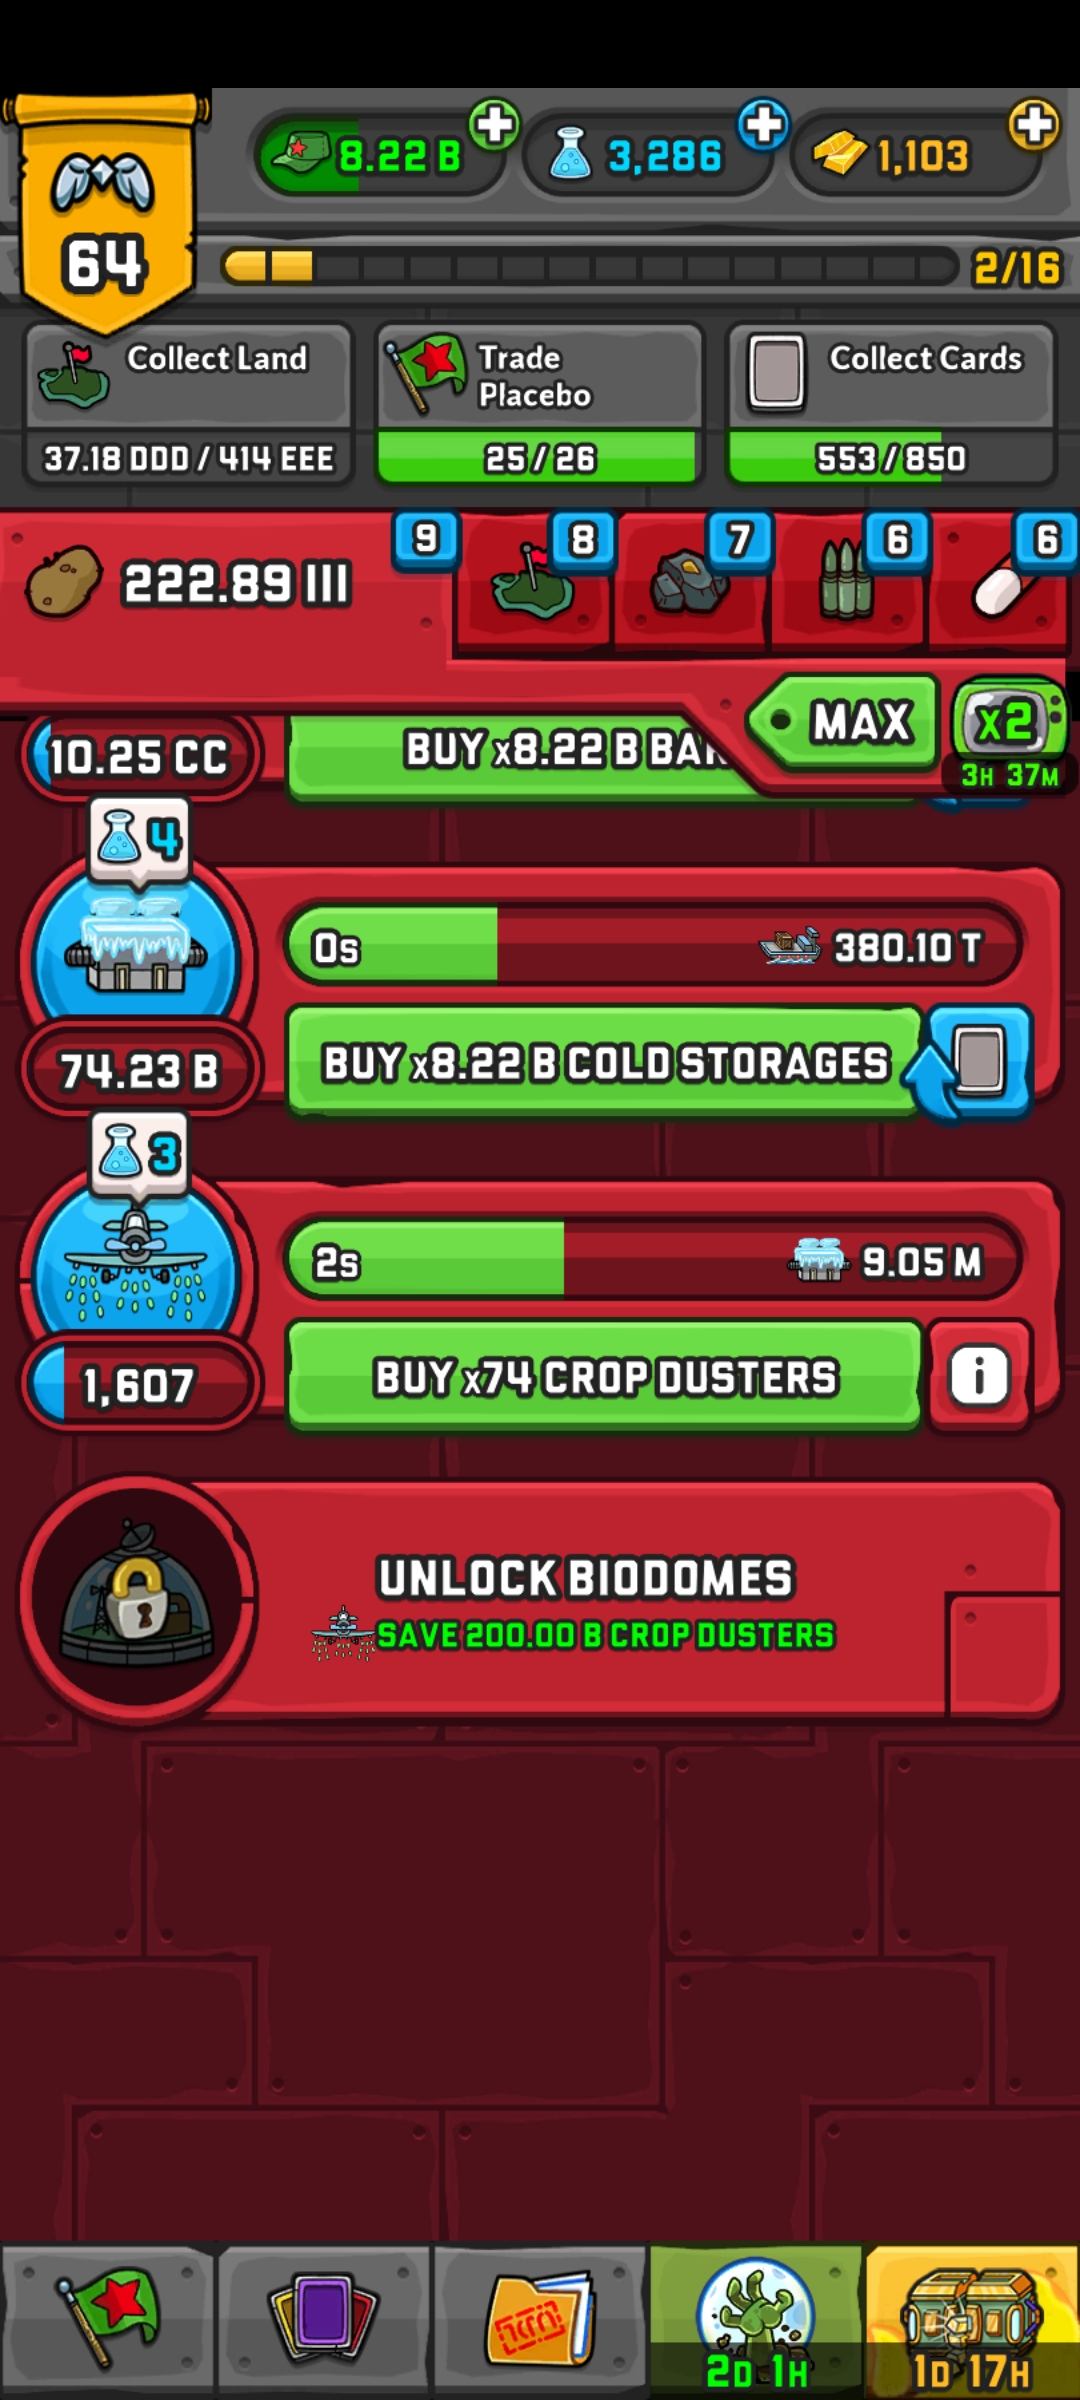 64
8.22 B
3,286
1,103
2/16
Collect Land
37.18 DDD / 414 EEE
Trade
Placebo
25 / 26
Collect Cards
553 / 850
222.89 III
9
8
7
6
6
MAX
x2
3H 37M
10.25 CC
BUY x8.22 B BAR
4
0s
380.10 T
74.23 B
BUY x8.22 B COLD STORAGES
3
2s
9.05 M
1,607
BUY x74 CROP DUSTERS
i
UNLOCK BIODOMES
SAVE 200.00 B CROP DUSTERS
2D 1H
1D 17H